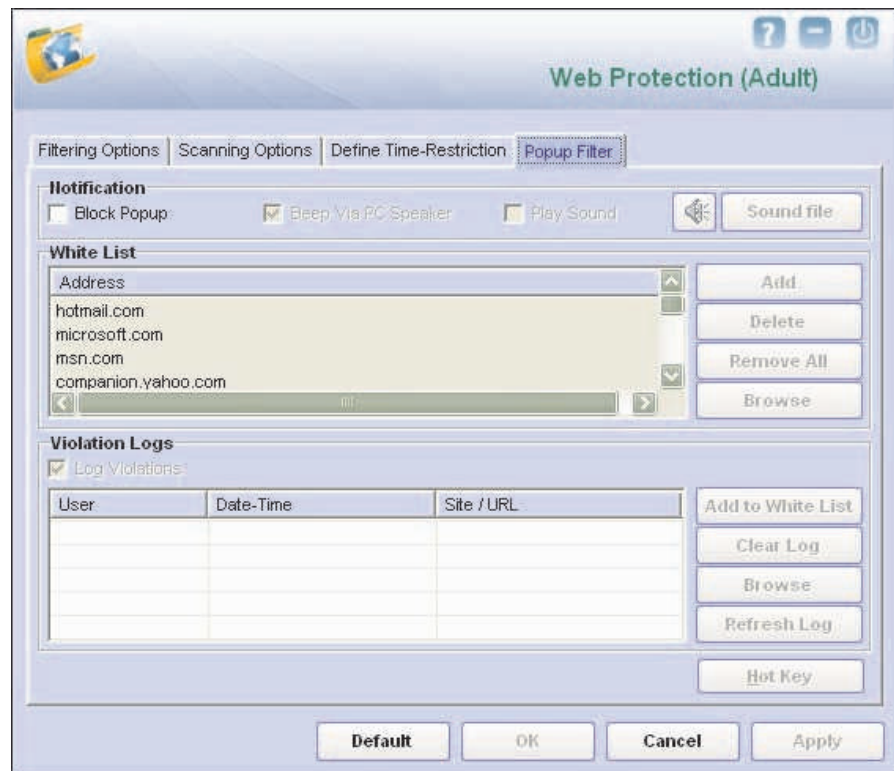 ?
Web Protection (Adult)
Filtering Options Scanning Options Define Time-Restriction Popup Filter
Notification
Block Popup Beep Via PC Speaker Play Sound Sound file
White List
Address
hotmail.com
microsoft.com
msn.com
companion.yahoo.com
Add
Delete
Remove All
Browse
Violation Logs
Log Violations
User Date-Time Site / URL
Add to White List
Clear Log
Browse
Refresh Log
Hot Key
Default OK Cancel Apply